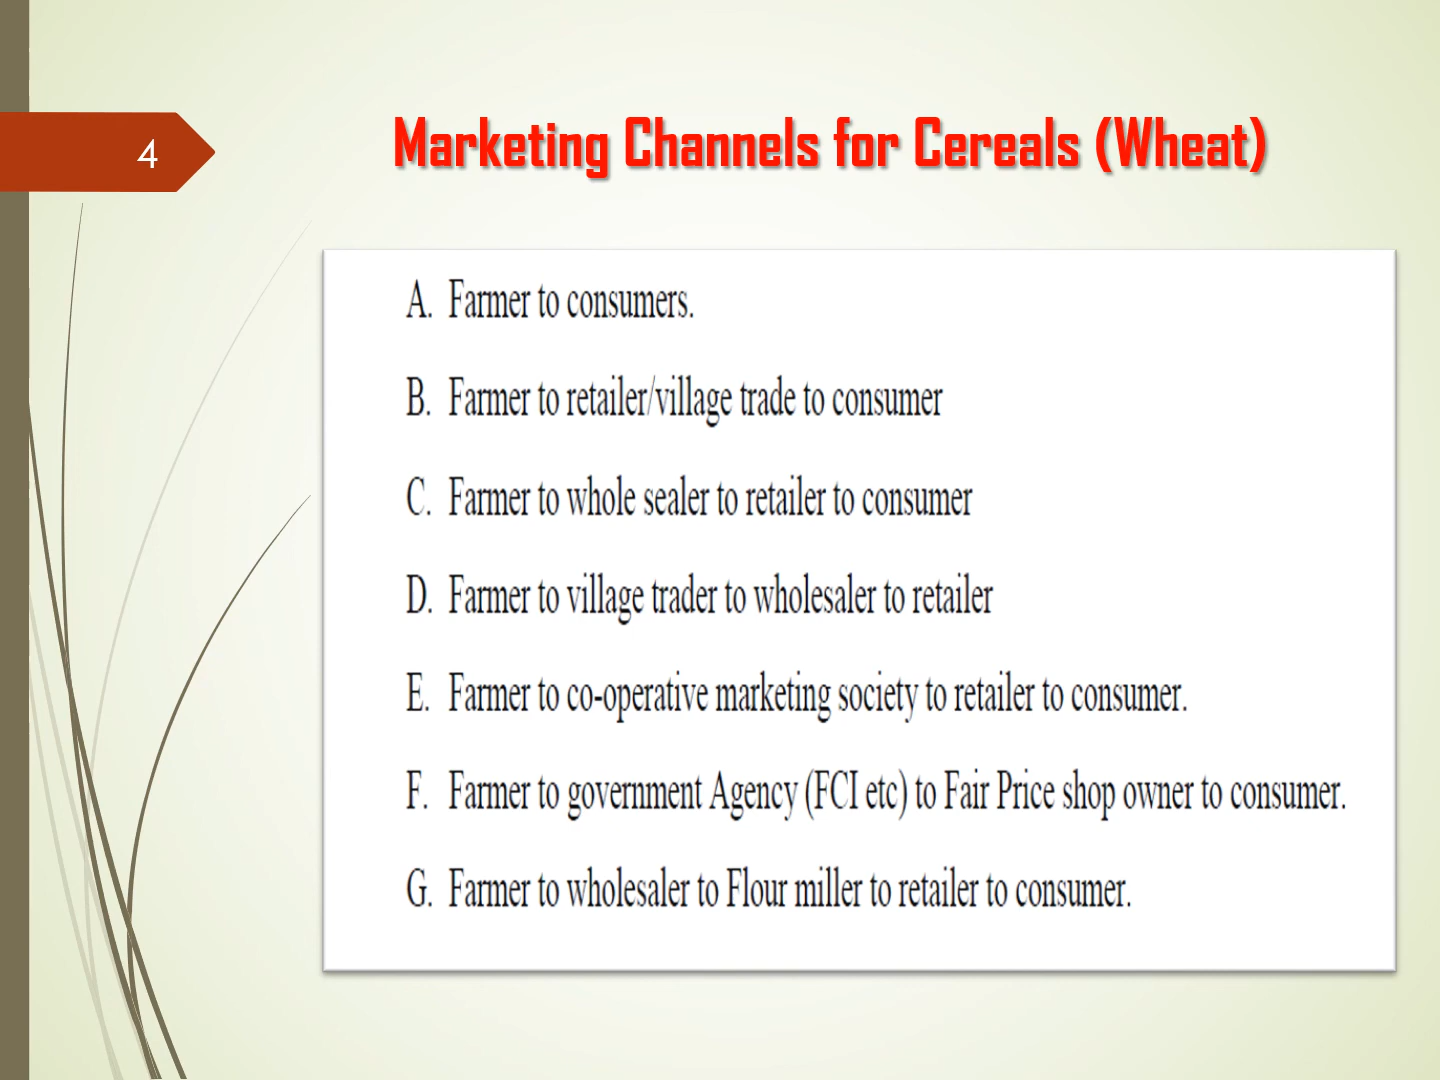 4
Marketing Channels for Cereals (Wheat)
A. Farmer to consumers.
B. Farmer to retailer/village trade to consumer
C. Farmer to whole sealer to retailer to consumer
D. Farmer to village trader to wholesaler to retailer
E. Farmer to co-operative marketing society to retailer to consumer.
F. Farmer to government Agency (FCI etc) to Fair Price shop owner to consumer.
G. Farmer to wholesaler to Flour miller to retailer to consumer.